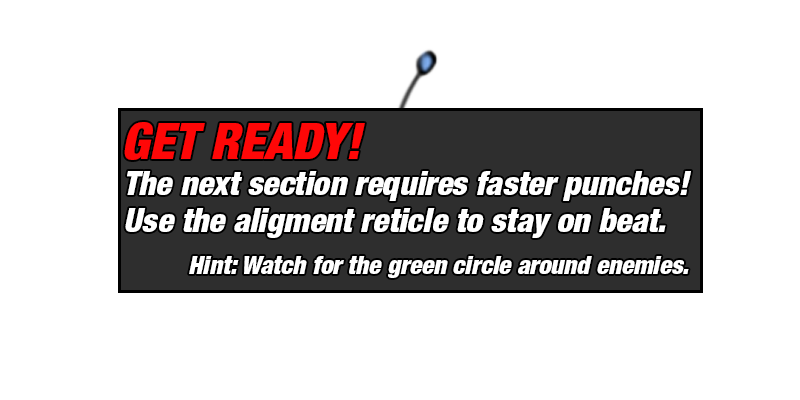 GET READY!
The next section requires faster punches!
Use the aligment reticle to stay on beat.
Hint: Watch for the green circle around enemies.